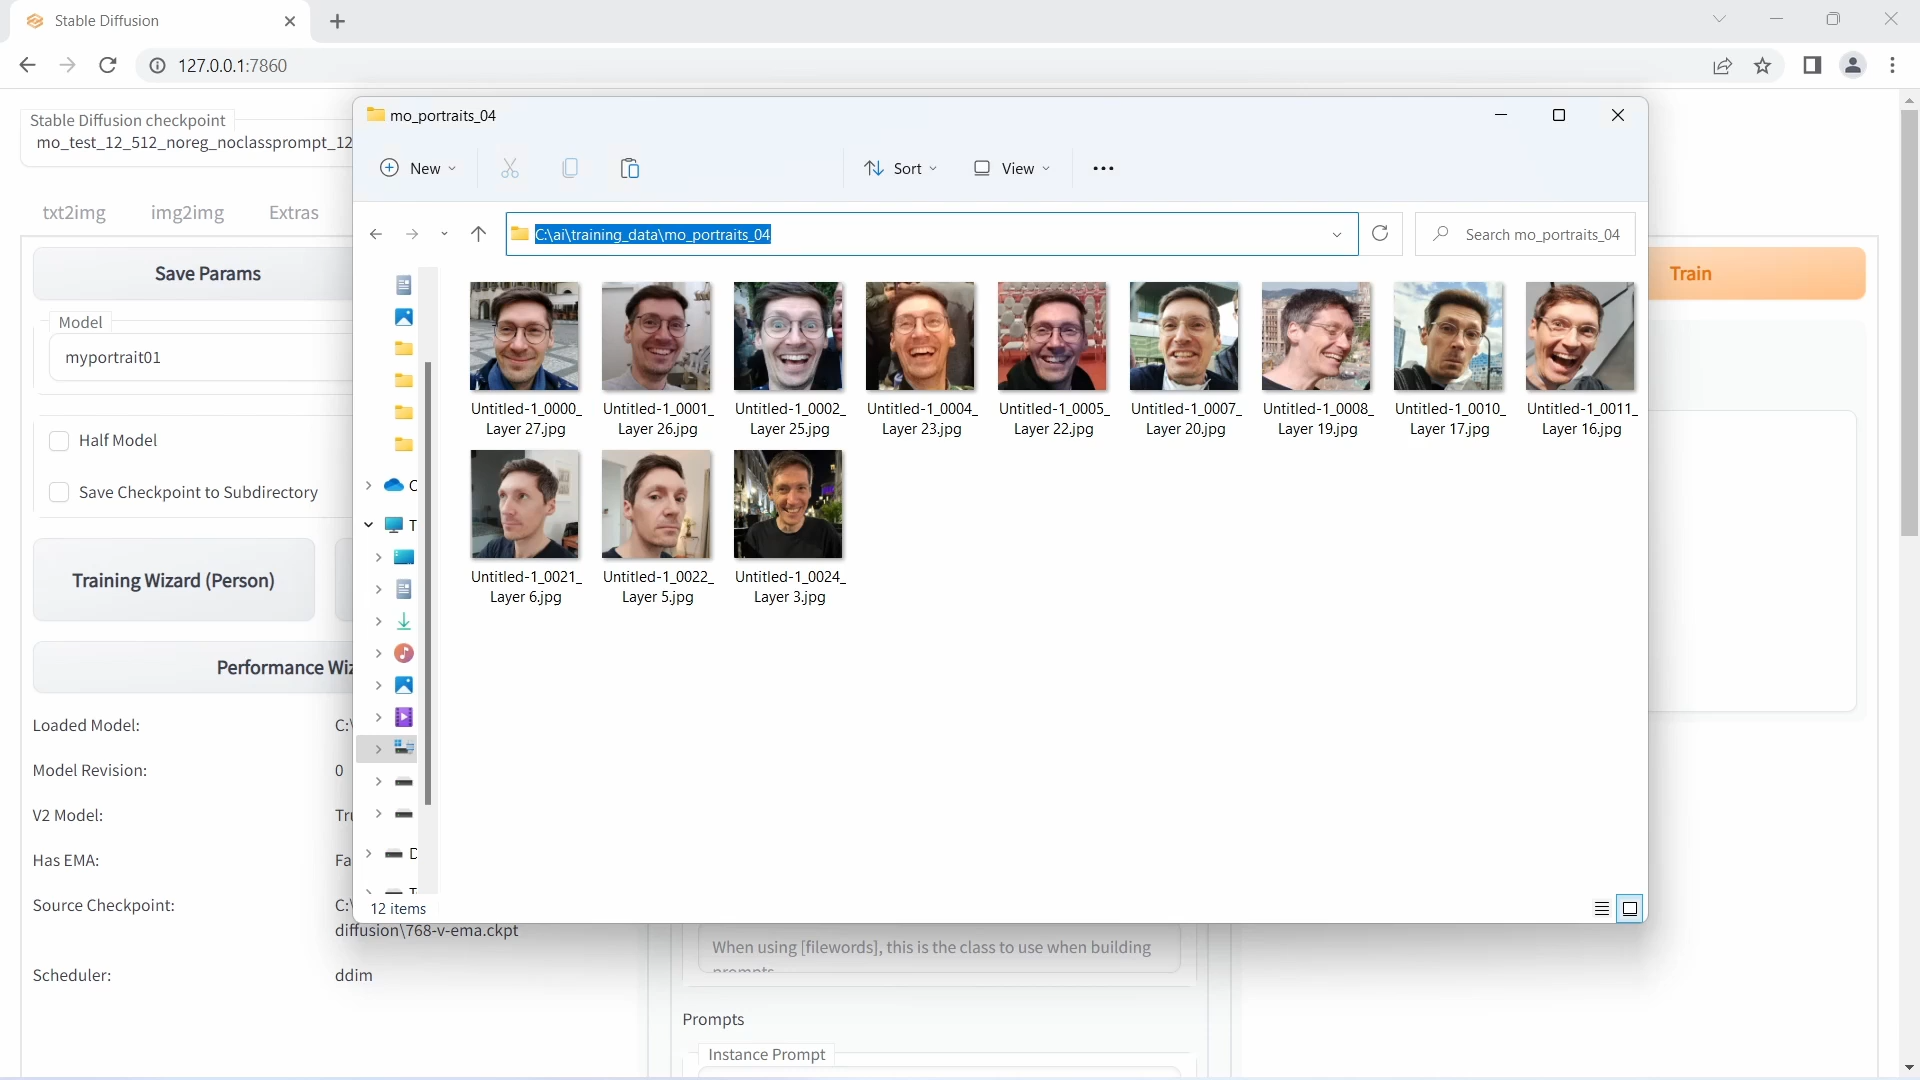 Stable Diffusion
127.0.0.1:7860
Stable Diffusion checkpoint
mo_test_12_512_noreg_noclassprompt_12
txt2img
img2img
Extras
Save Params
Model
myportrait01
Half Model
Save Checkpoint to Subdirectory
Training Wizard (Person)
Performance Wiz
Loaded Model:
C:\
Model Revision:
0
V2 Model:
Tru
Has EMA:
Fa
Source Checkpoint:
C:\
diffusion\768-v-ema.ckpt
Scheduler:
ddim
mo_portraits_04
New
Sort
View
C:\ai\training_data\mo_portraits_04
Search mo_portraits_04
Untitled-1_0000_
Layer 27.jpg
Untitled-1_0001_
Layer 26.jpg
Untitled-1_0002_
Layer 25.jpg
Untitled-1_0004_
Layer 23.jpg
Untitled-1_0005_
Layer 22.jpg
Untitled-1_0007_
Layer 20.jpg
Untitled-1_0008_
Layer 19.jpg
Untitled-1_0010_
Layer 17.jpg
Untitled-1_0011_
Layer 16.jpg
Untitled-1_0021_
Layer 6.jpg
Untitled-1_0022_
Layer 5.jpg
Untitled-1_0024_
Layer 3.jpg
12 items
Train
When using [filewords], this is the class to use when building
prompts
Prompts
Instance Prompt